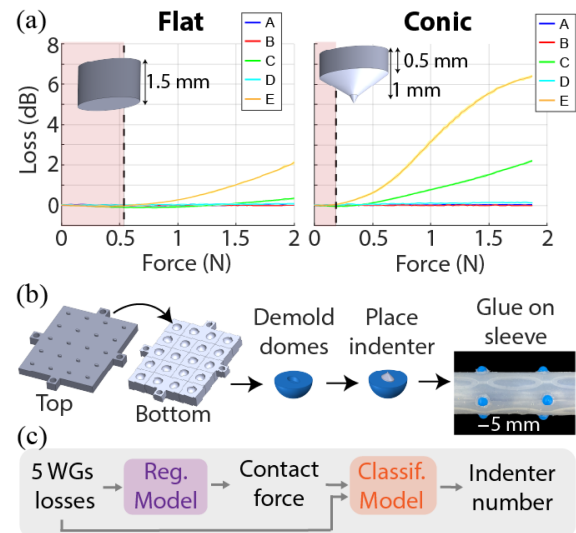 (a)
Flat
Conic
Loss (dB)
8
6
4
2
0
1.5 mm
A
B
C
D
E
0 0.5 1 1.5 2
Force (N)
0.5 mm
1 mm
A
B
C
D
E
0 0.5 1 1.5 2
Force (N)
(b)
Top
Bottom
Demold
domes
Place
indenter
Glue on
sleeve
5 mm
(c)
5 WGs
losses
Reg.
Model
Contact
force
Classif.
Model
Indenter
number